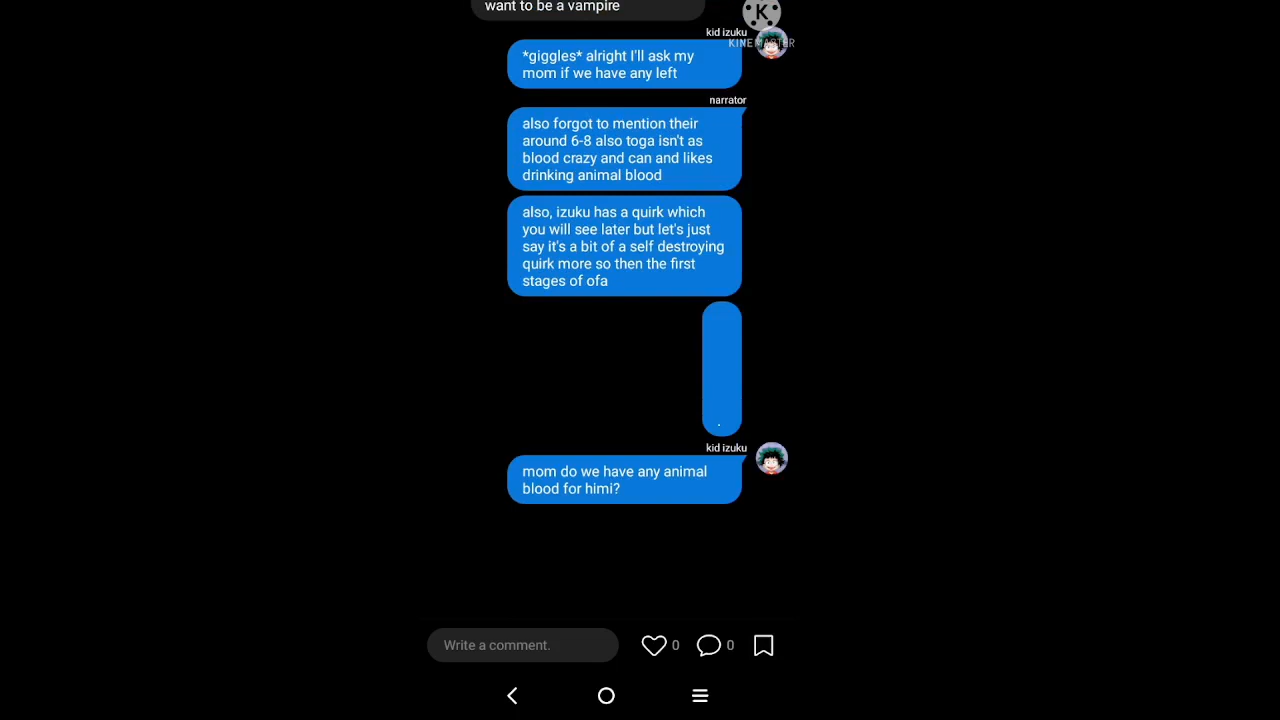 want to be a vampire
K
kid izuku
KINEMASTER
*giggles* alright I'll ask my
mom if we have any left
narrator
also forgot to mention their
around 6-8 also toga isn't as
blood crazy and can and likes
drinking animal blood
also, izuku has a quirk which
you will see later but let's just
say it's a bit of a self destroying
quirk more so then the first
stages of ofa
.
kid izuku
mom do we have any animal
blood for himi?
Write a comment.
0
0